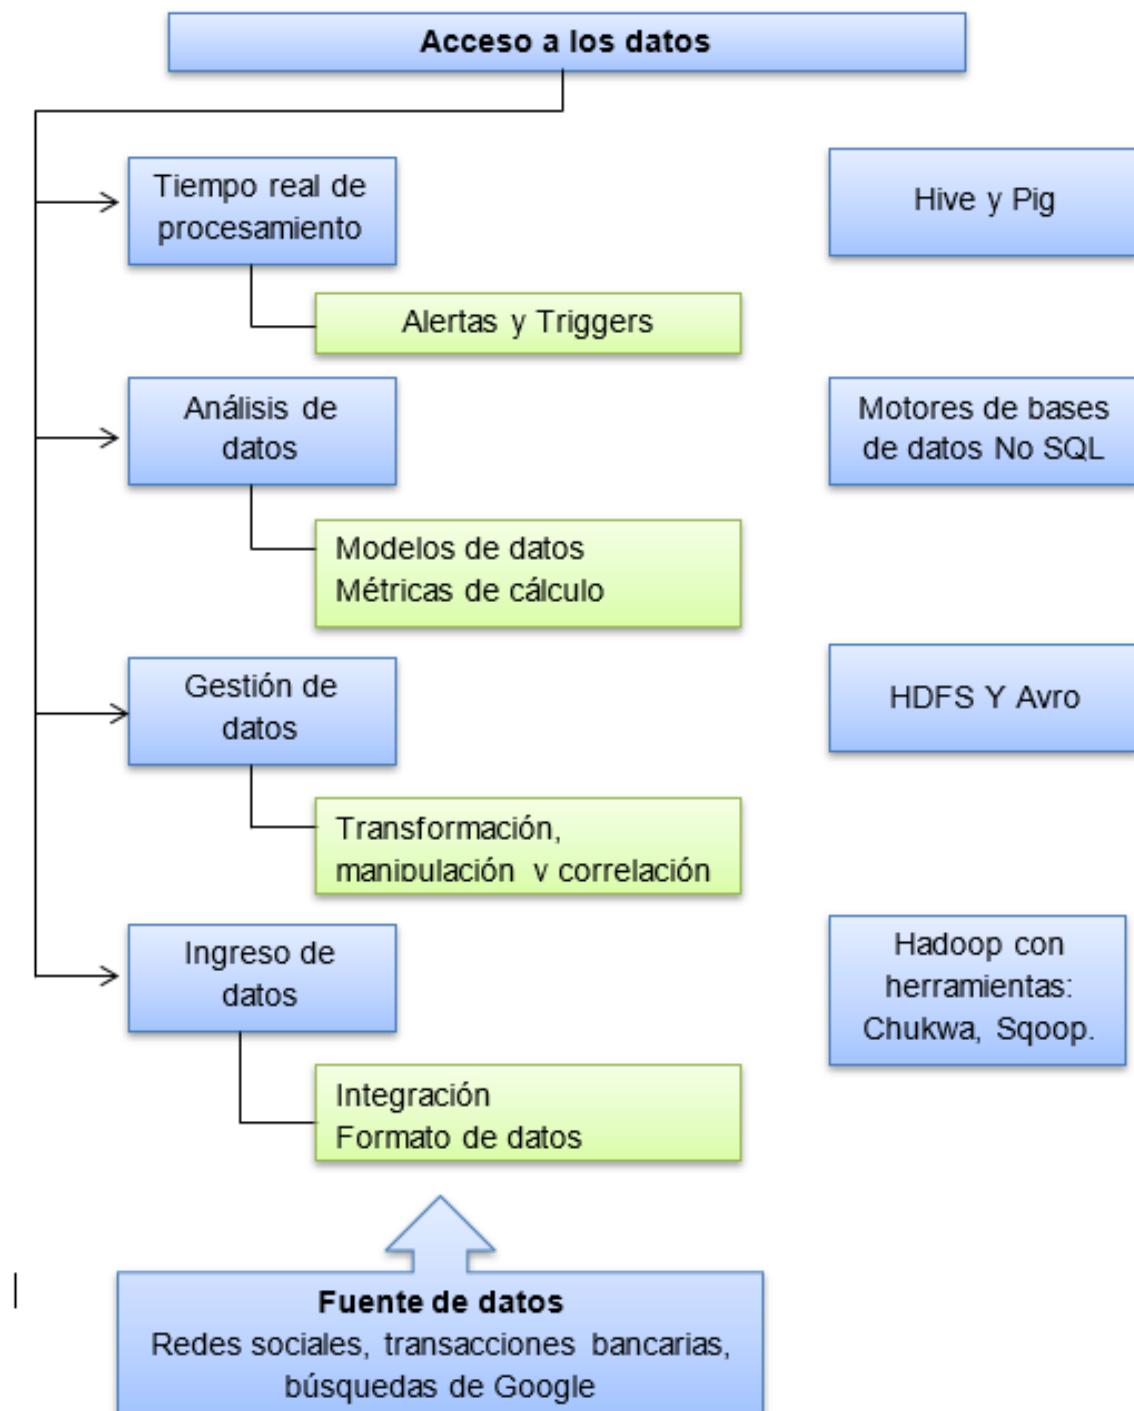 Acceso a los datos
Tiempo real de
procesamiento
Hive y Pig
Alertas y Triggers
Análisis de
datos
Motores de bases
de datos No SQL
Modelos de datos
Métricas de cálculo
Gestión de
datos
HDFS Y Avro
Transformación,
manipulación y correlación
Ingreso de
datos
Hadoop con
herramientas:
Chukwa, Sqoop.
Integración
Formato de datos
Fuente de datos
Redes sociales, transacciones bancarias,
búsquedas de Google